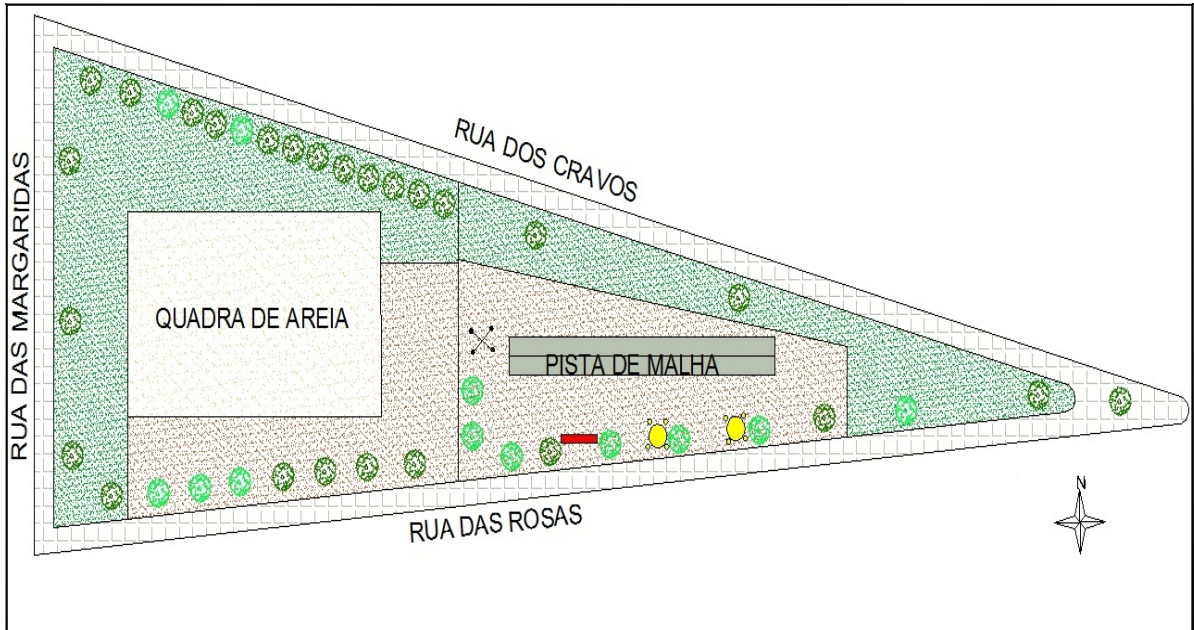 RUA DOS CRAVOS
RUA DAS MARGARIDAS
QUADRA DE AREIA
PISTA DE MALHA
RUA DAS ROSAS
N